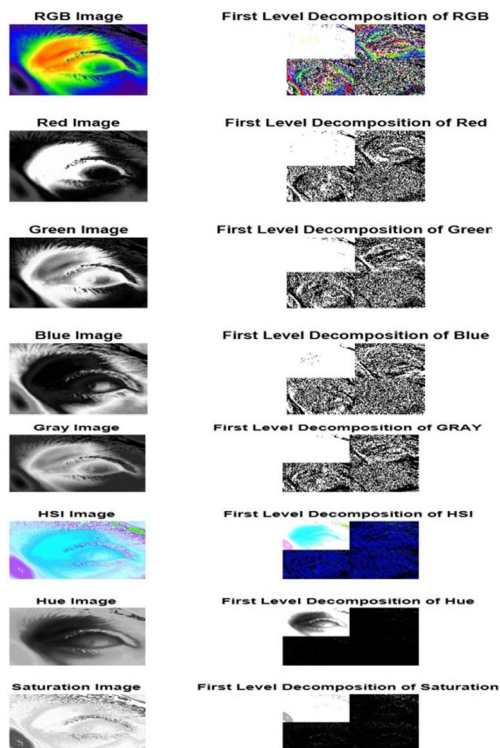 RGB Image
First Level Decomposition of RGB
Red Image
First Level Decomposition of Red
Green Image
First Level Decomposition of Green
Blue Image
First Level Decomposition of Blue
Gray Image
First Level Decomposition of GRAY
HSI Image
First Level Decomposition of HSI
Hue Image
First Level Decomposition of Hue
Saturation Image
First Level Decomposition of Saturation